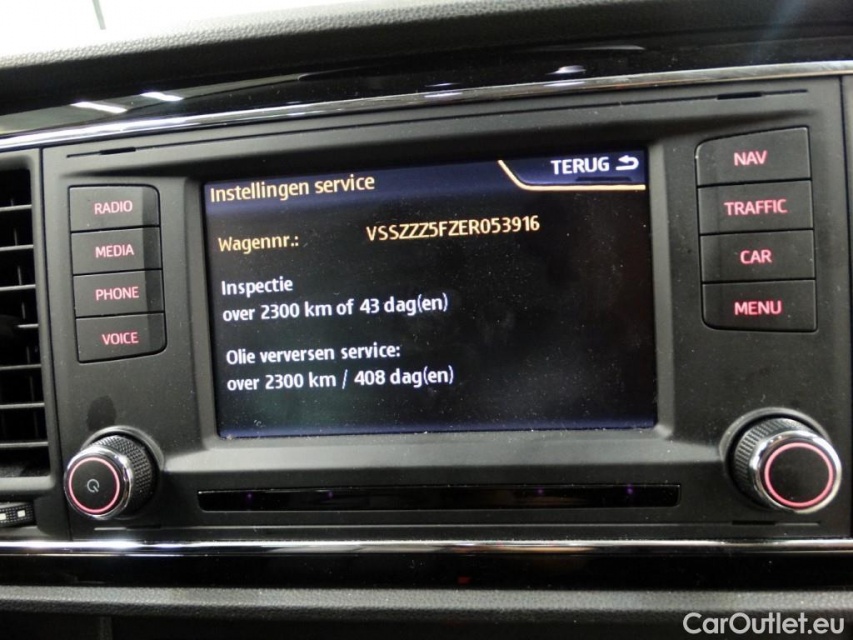 TERUG
Instellingen service
Wagennr.: VSSZZZ5FZER053916
Inspectie
over 2300 km of 43 dag(en)
Olie verversen service:
over 2300 km / 408 dag(en)
RADIO
MEDIA
PHONE
VOICE
NAV
TRAFFIC
CAR
MENU
CarOutlet.eu